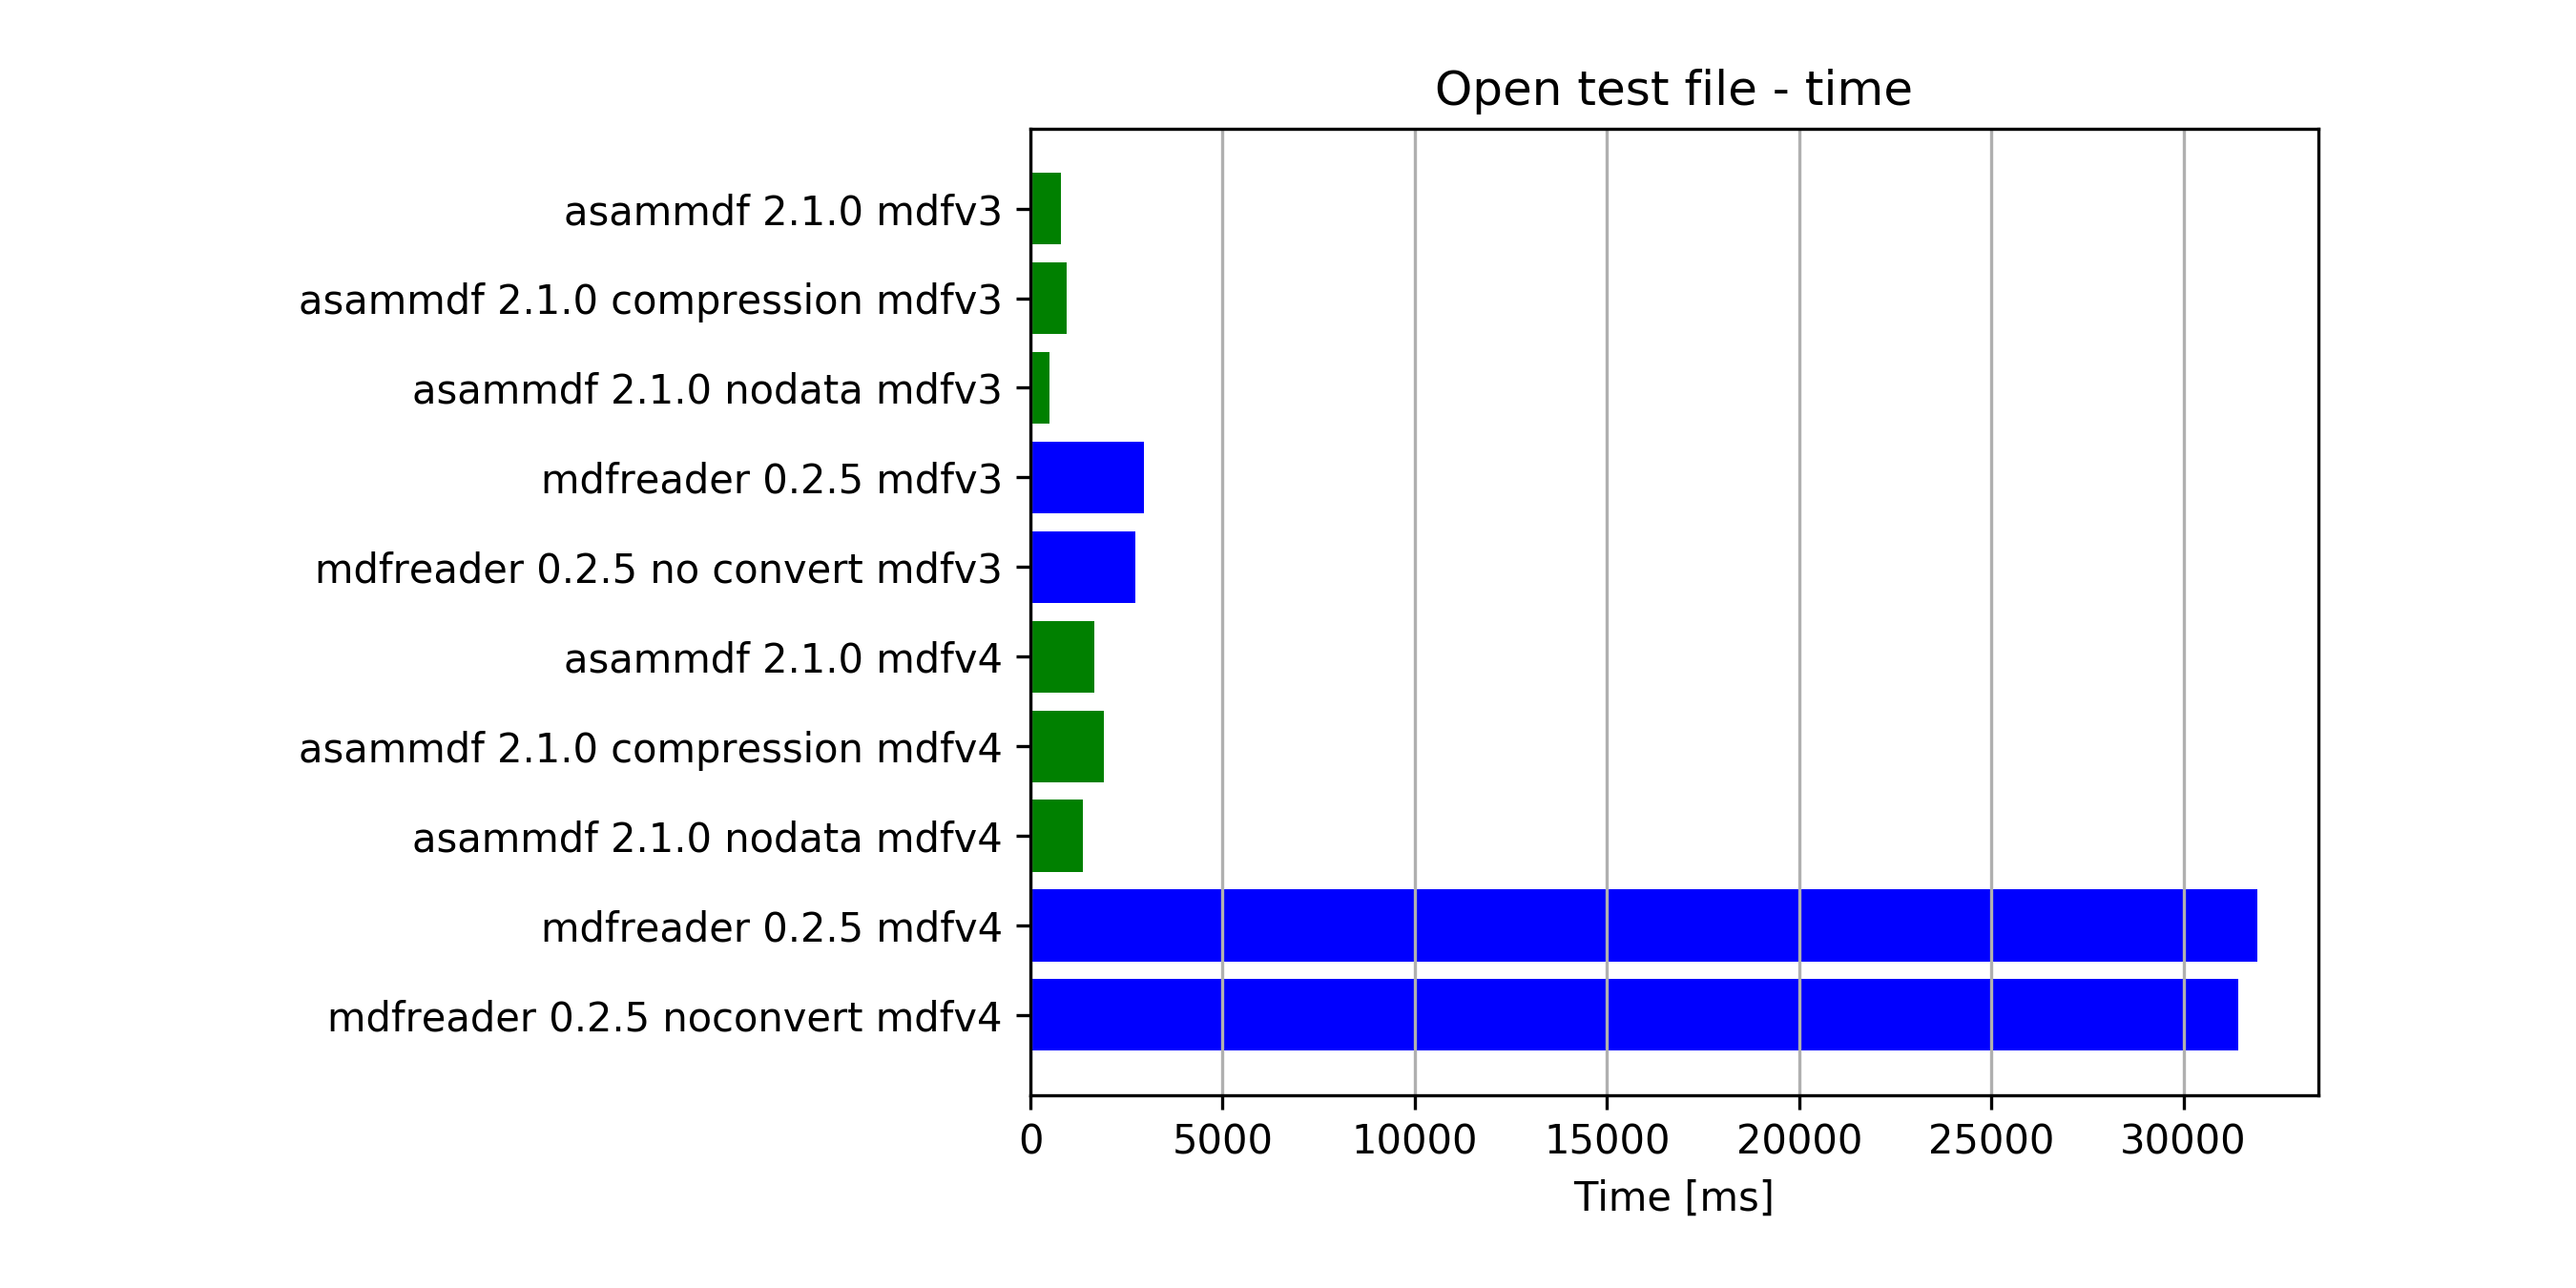 Open test file - time
asammdf 2.1.0 mdfv3
asammdf 2.1.0 compression mdfv3
asammdf 2.1.0 nodata mdfv3
mdfreader 0.2.5 mdfv3
mdfreader 0.2.5 no convert mdfv3
asammdf 2.1.0 mdfv4
asammdf 2.1.0 compression mdfv4
asammdf 2.1.0 nodata mdfv4
mdfreader 0.2.5 mdfv4
mdfreader 0.2.5 noconvert mdfv4
0 5000 10000 15000 20000 25000 30000
Time [ms]